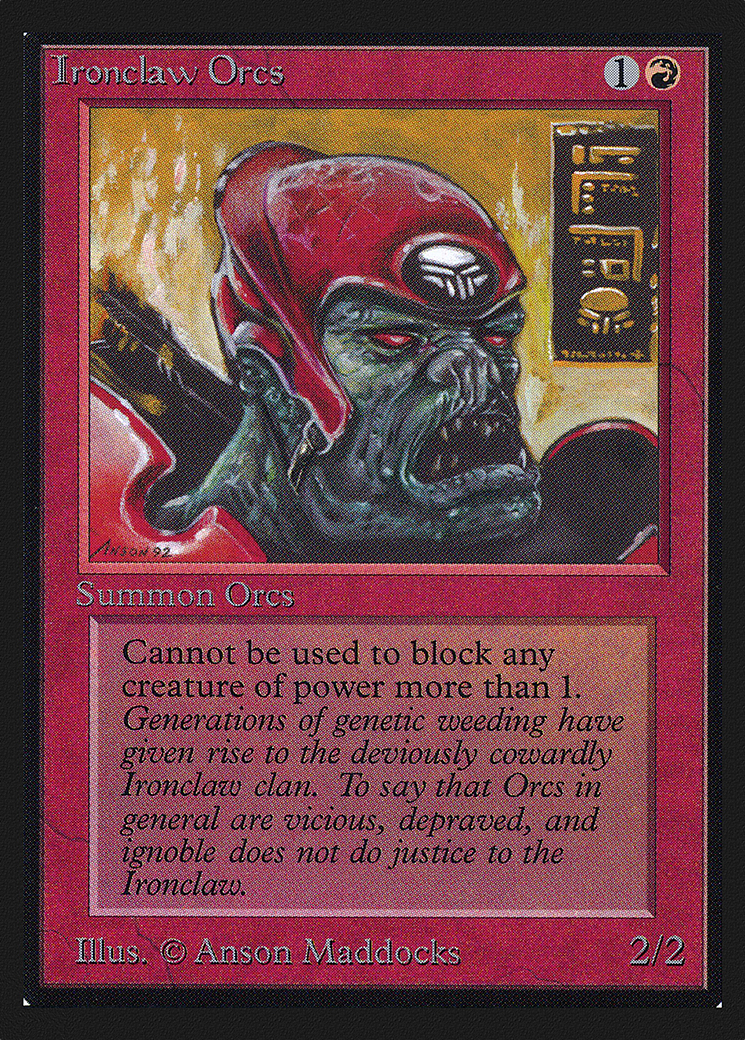 Ironclaw Orcs 1
ANSON 92
Summon Orcs
Cannot be used to block any
creature of power more than 1.
Generations of genetic weeding have
given rise to the deviously cowardly
Ironclaw clan. To say that Orcs in
general are vicious, depraved, and
ignoble does not do justice to the
Ironclaw.
Illus. © Anson Maddocks 2/2